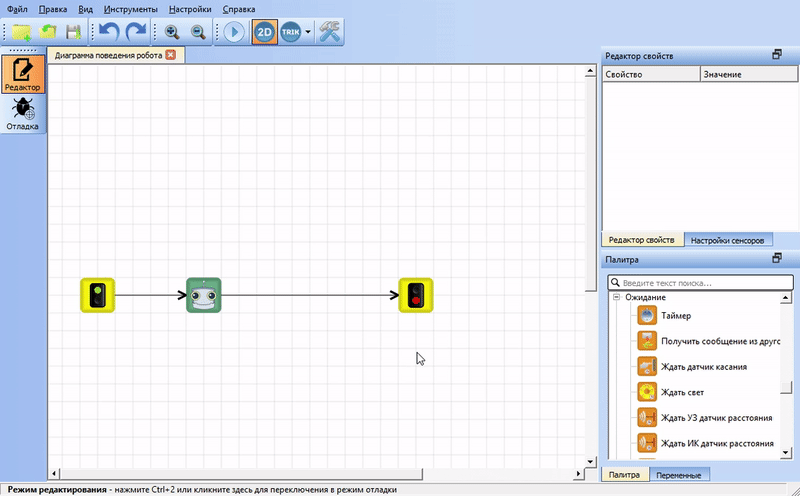 Файл Правка Вид Инструменты Настройки Справка
2D TRIK
Диаграмма поведения робота
Редактор
Отладка
Редактор свойств
Свойство Значение
Редактор свойств Настройки сенсоров
Палитра
Введите текст поиска...
Ожидание
Таймер
Получить сообщение из друго
Ждать датчик касания
Ждать свет
Ждать УЗ датчик расстояния
Ждать ИК датчик расстояния
Палитра Переменные
Режим редактирования - нажмите Ctrl+2 или кликните здесь для переключения в режим отладки